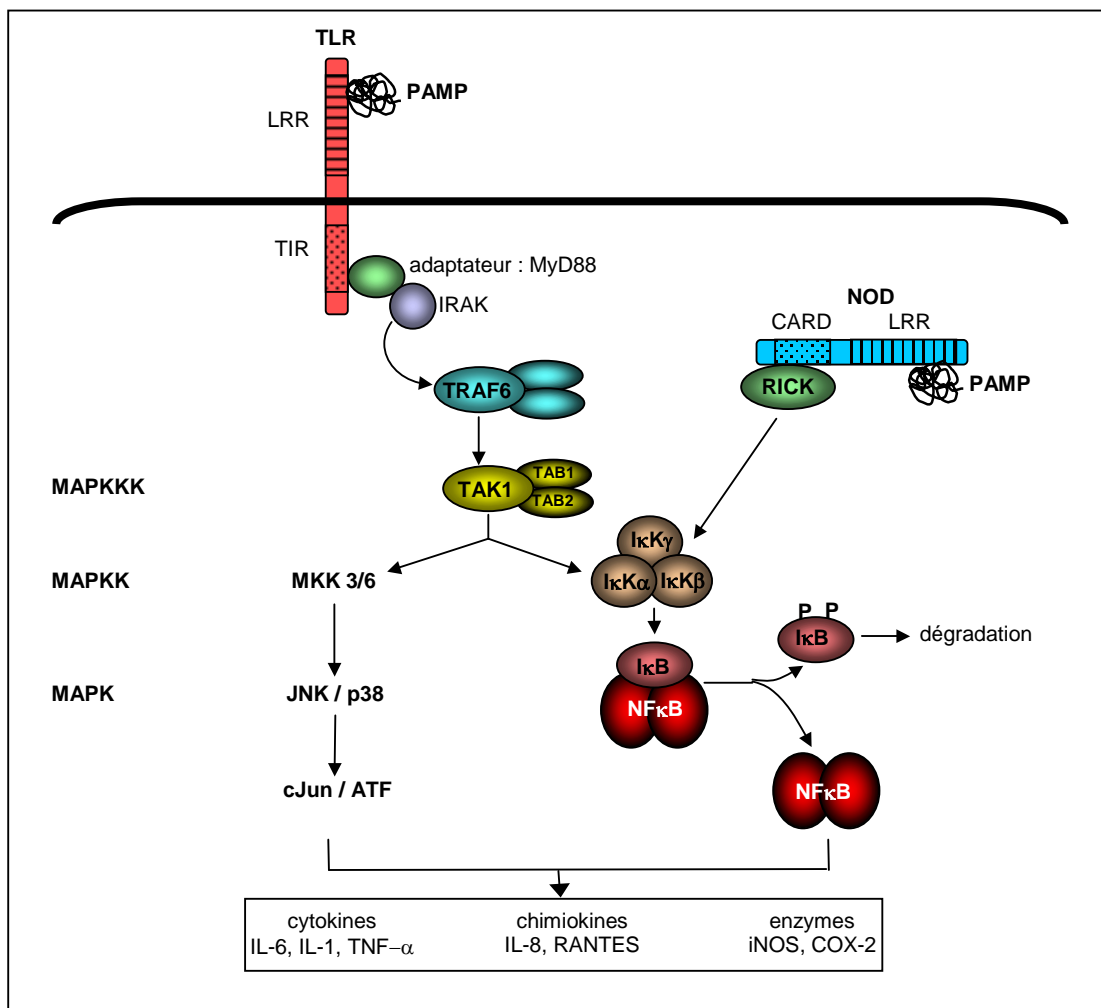 TLR
PAMP
LRR
TIR
adaptateur : MyD88
IRAK
NOD
CARD LRR
RICK
PAMP
TRAF6
TAB1
MAPKKK
TAK1
TAB2
IκKγ
MAPKK
MKK 3/6
IκKα IκKβ
P P
IκB
dégradation
IκB
MAPK
JNK / p38
NFκB
cJun / ATF
NFκB
cytokines
IL-6, IL-1, TNF–α
chimiokines
IL-8, RANTES
enzymes
iNOS, COX-2